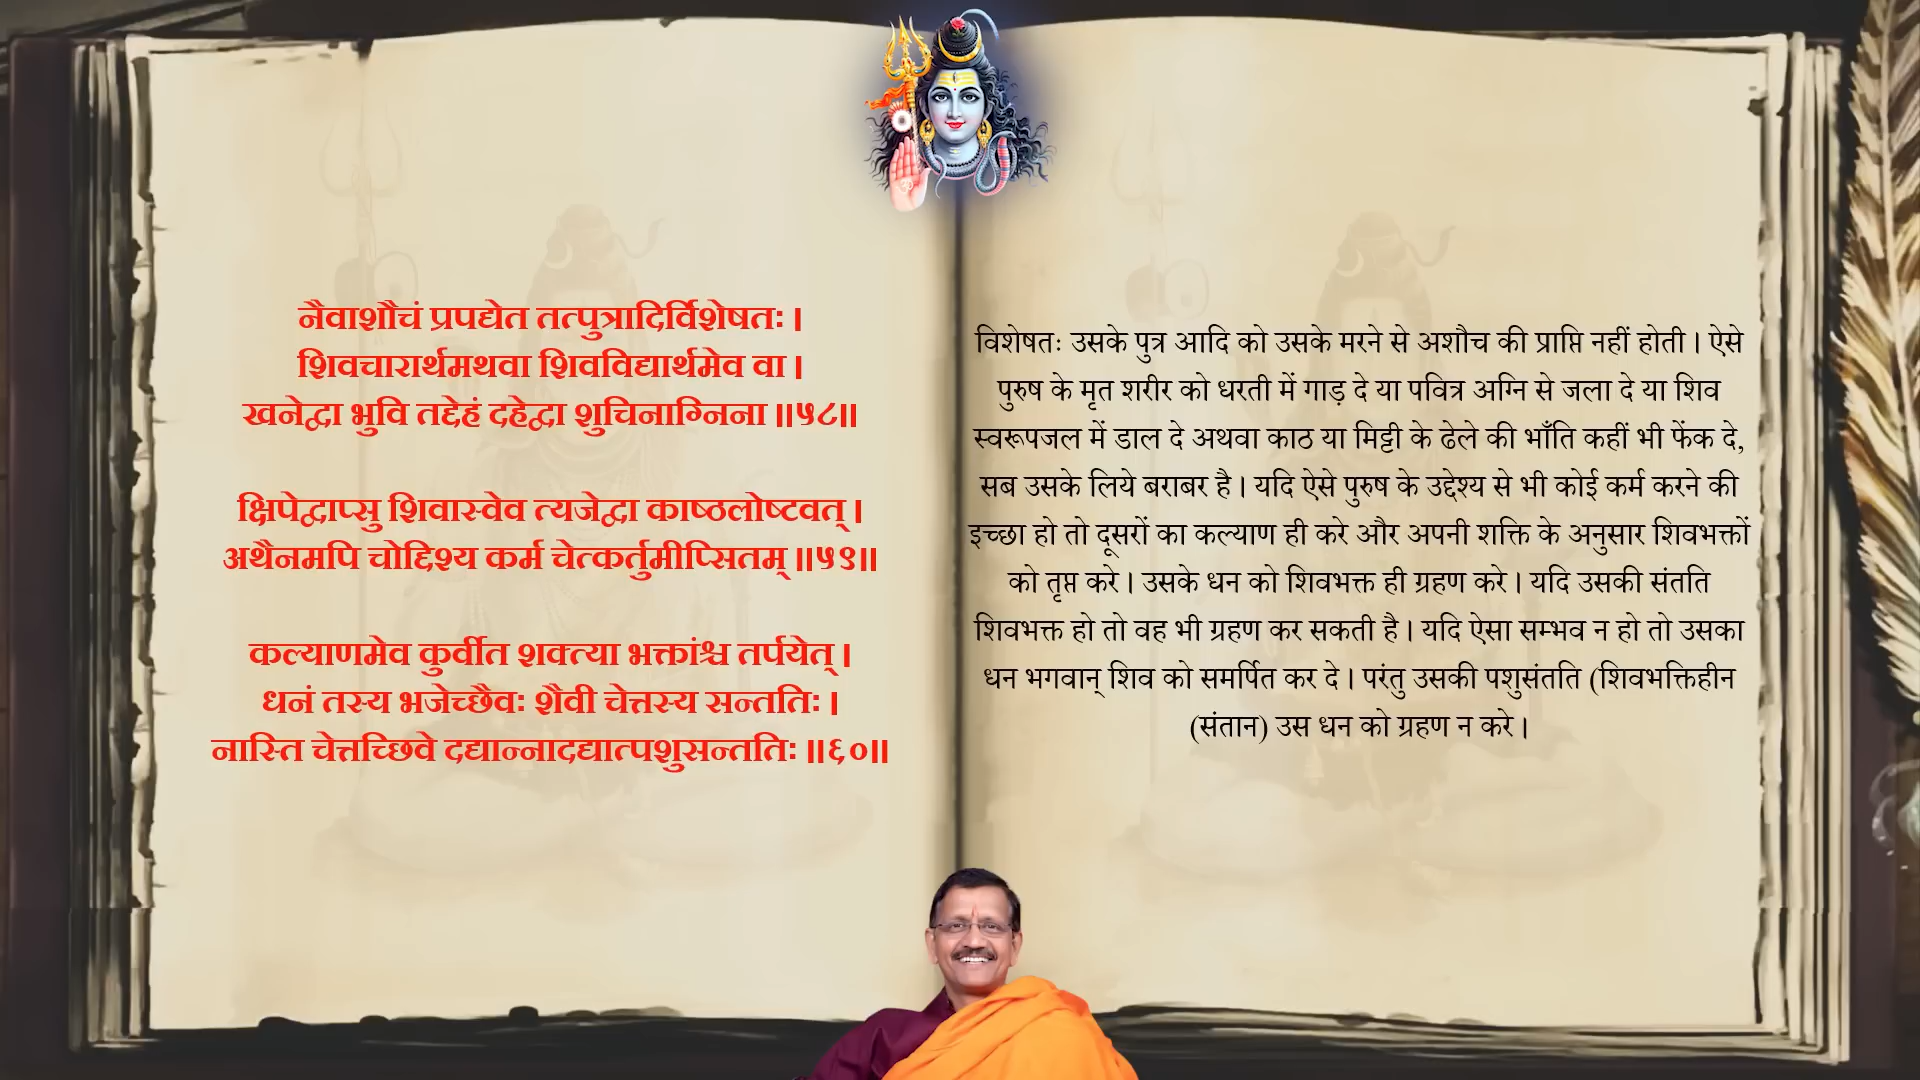 नैवाशौचं प्रपद्येत तत्पुत्रादिर्विशेषतः ।
शिवचारार्थमथवा शिवविद्यार्थमेव वा ।
खनेद्वा भुवि तद्देहं दहेद्वा शुचिनाग्निना ॥५८॥
क्षिपेद्वाप्सु शिवास्वेव त्यजेद्वा काष्ठलोष्टवत् ।
अथैनमपि चोद्दिश्य कर्म चेत्कर्तुमीप्सितम् ॥५९॥
कल्याणमेव कुर्वीत शक्त्या भक्तांश्च तर्पयेत् ।
धनं तस्य भजेच्छैवः शैवी चेत्तस्य सन्ततिः ।
नास्ति चेत्तच्छिवे दद्यान्नादद्यात्पशुसन्ततिः ॥६०॥
विशेषतः उसके पुत्र आदि को उसके मरने से अशौच की प्राप्ति नहीं होती । ऐसे
पुरुष के मृत शरीर को धरती में गाड़ दे या पवित्र अग्नि से जला दे या शिव
स्वरूपजल में डाल दे अथवा काठ या मिट्टी के ढेले की भाँति कहीं भी फेंक दे,
सब उसके लिये बराबर है । यदि ऐसे पुरुष के उद्देश्य से भी कोई कर्म करने की
इच्छा हो तो दूसरों का कल्याण ही करे और अपनी शक्ति के अनुसार शिवभक्तों
को तृप्त करे । उसके धन को शिवभक्त ही ग्रहण करे । यदि उसकी संतति
शिवभक्त हो तो वह भी ग्रहण कर सकती है । यदि ऐसा सम्भव न हो तो उसका
धन भगवान् शिव को समर्पित कर दे । परंतु उसकी पशुसंतति (शिवभक्तिहीन
(संतान) उस धन को ग्रहण न करे ।